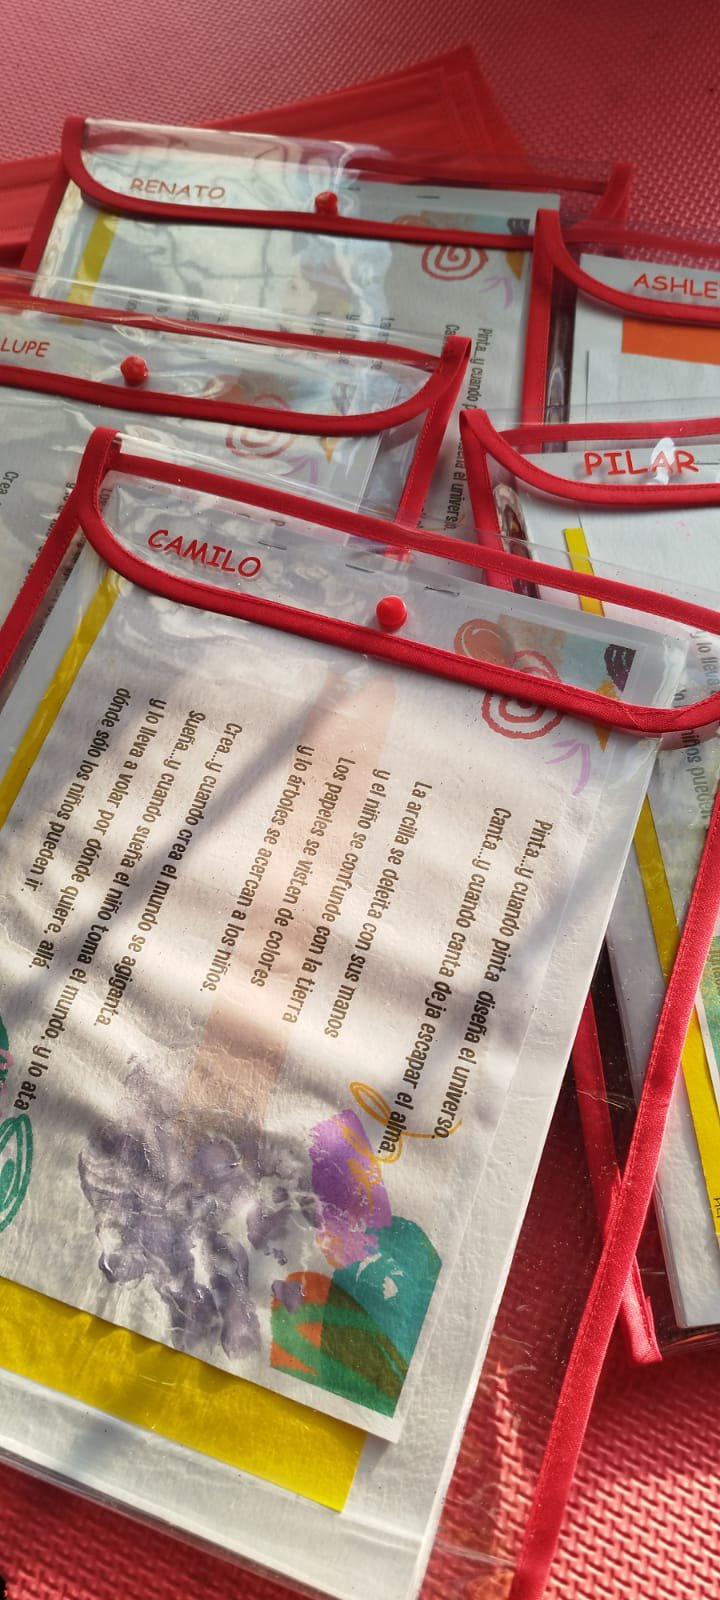 RENATO
ASHLE
LUPE
PILAR
CAMILO
Pinta..y cuando pinta diseña el universo.
Canta..y cuando canta deja escapar el alma.
La arcilla se deleita con sus manos
y el niño se confunde con la tierra
Los papeles se visten de colores
y lo árboles se acercan a los niños.
Crea..y cuando crea el mundo se agiganta.
Sueña..y cuando sueña el niño toma el mundo, y lo ata
y lo lleva a volar por dónde quiere, allá.
dónde sólo los niños pueden ir.